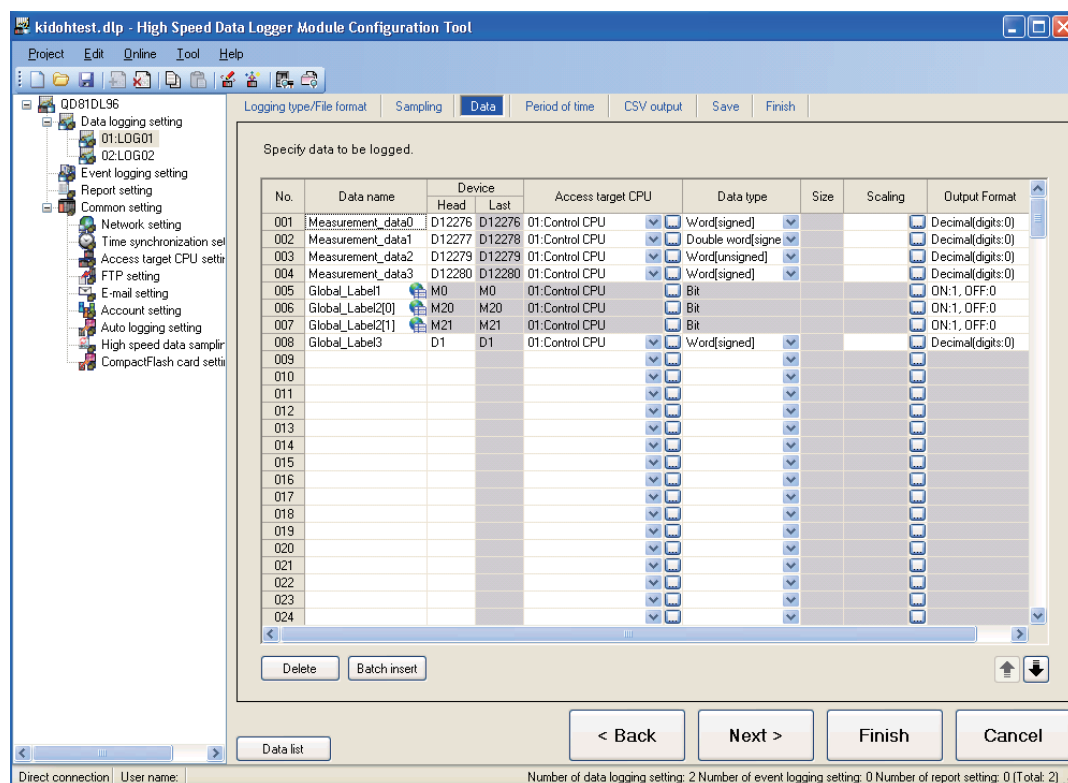 kidohtest.dlp - High Speed Data Logger Module Configuration Tool
Project Edit Online Tool Help
QD81DL96
Data logging setting
01:LOG01
02:LOG02
Event logging setting
Report setting
Common setting
Network setting
Time synchronization set
Access target CPU settin
FTP setting
E-mail setting
Account setting
Auto logging setting
High speed data samplin
CompactFlash card settin
Logging type/File format Sampling Data Period of time CSV output Save Finish
Specify data to be logged.
No. Data name Device Access target CPU Data type Size Scaling Output Format
Head Last
001 Measurement_data0 D12276 D12276 01:Control CPU ... Word[signed] ... Decimal(digits:0)
002 Measurement_data1 D12277 D12278 01:Control CPU ... Double word[signe ... Decimal(digits:0)
003 Measurement_data2 D12279 D12279 01:Control CPU ... Word[unsigned] ... Decimal(digits:0)
004 Measurement_data3 D12280 D12280 01:Control CPU ... Word[signed] ... Decimal(digits:0)
005 Global_Label1 M0 M0 01:Control CPU ... Bit ... ON:1, OFF:0
006 Global_Label2[0] M20 M20 01:Control CPU ... Bit ... ON:1, OFF:0
007 Global_Label2[1] M21 M21 01:Control CPU ... Bit ... ON:1, OFF:0
008 Global_Label3 D1 D1 01:Control CPU ... Word[signed] ... Decimal(digits:0)
009 ... ...
010 ... ...
011 ... ...
012 ... ...
013 ... ...
014 ... ...
015 ... ...
016 ... ...
017 ... ...
018 ... ...
019 ... ...
020 ... ...
021 ... ...
022 ... ...
023 ... ...
024 ... ...
Delete Batch insert
< Back Next > Finish Cancel
Data list
Direct connection User name: Number of data logging setting: 2 Number of event logging setting: 0 Number of report setting: 0 (Total: 2)